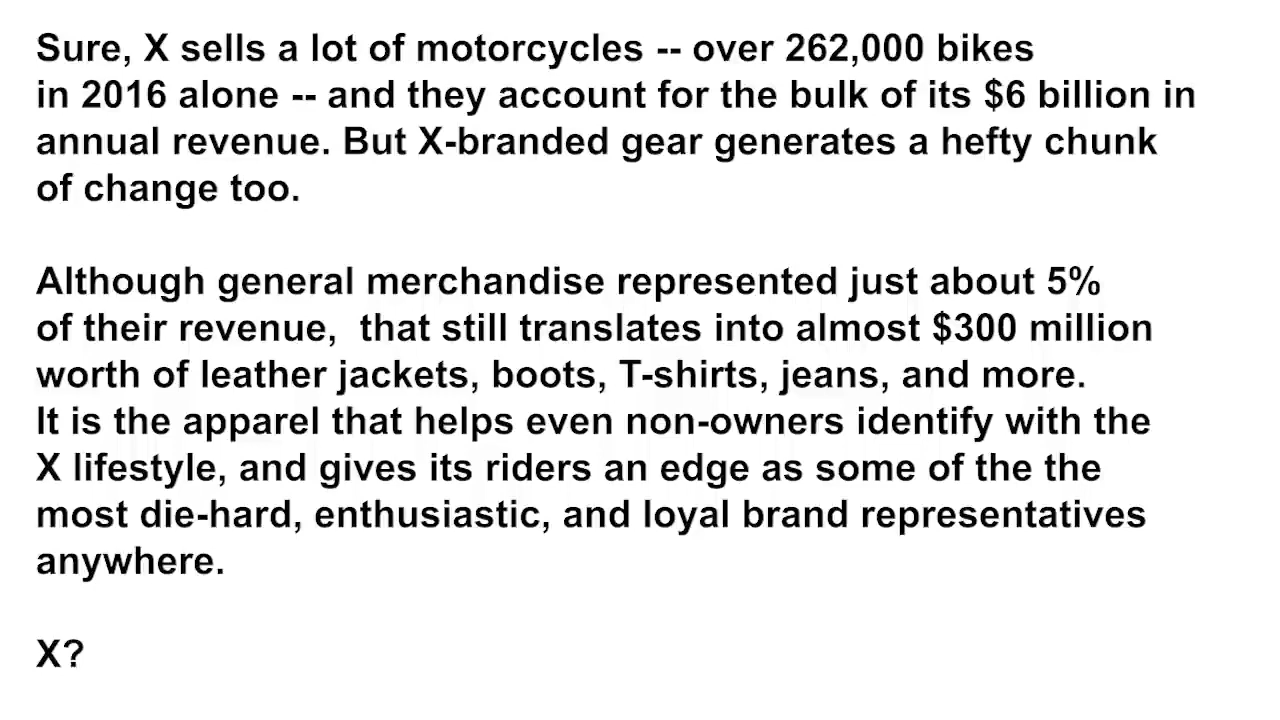 Sure, X sells a lot of motorcycles -- over 262,000 bikes
in 2016 alone -- and they account for the bulk of its $6 billion in
annual revenue. But X-branded gear generates a hefty chunk
of change too.
Although general merchandise represented just about 5%
of their revenue,  that still translates into almost $300 million
worth of leather jackets, boots, T-shirts, jeans, and more.
It is the apparel that helps even non-owners identify with the
X lifestyle, and gives its riders an edge as some of the the
most die-hard, enthusiastic, and loyal brand representatives
anywhere.
X?